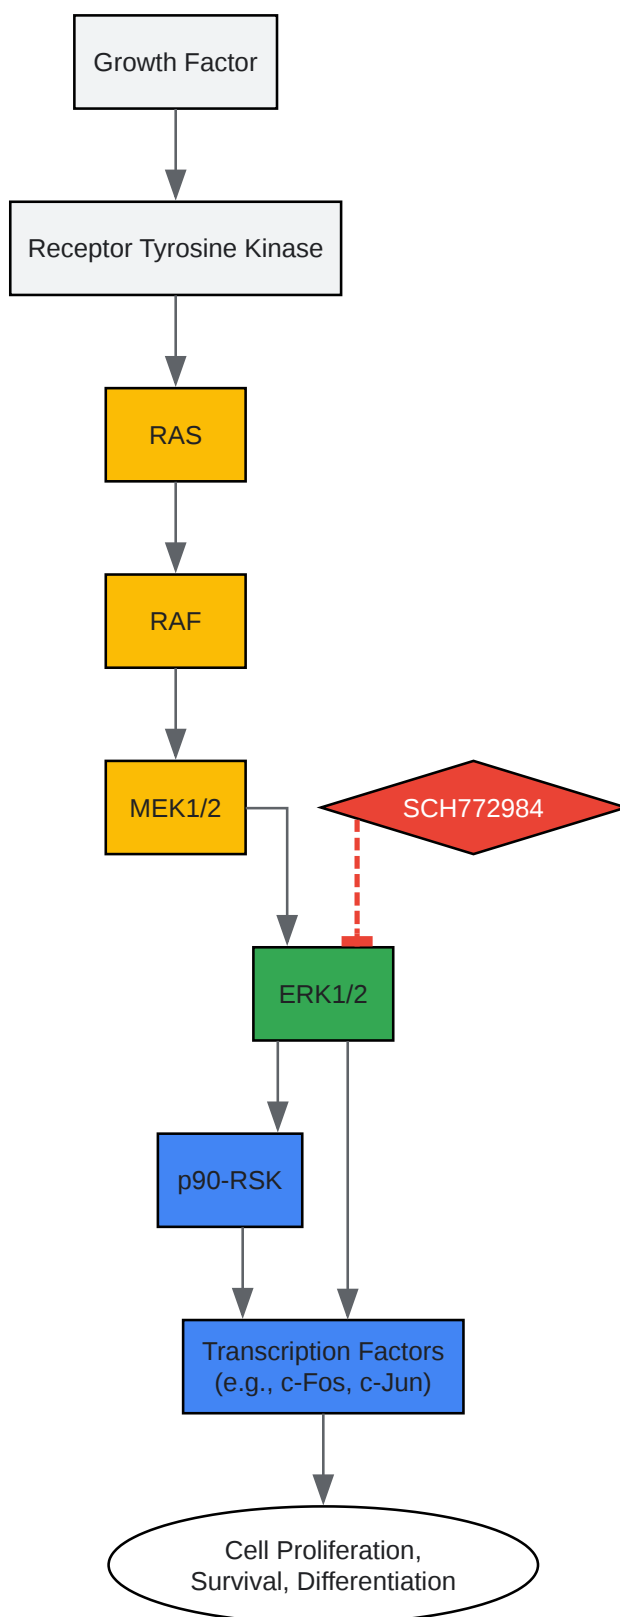 Growth Factor
Receptor Tyrosine Kinase
RAS
RAF
MEK1/2
SCH772984
ERK1/2
p90-RSK
Transcription Factors
(e.g., c-Fos, c-Jun)
Cell Proliferation,
Survival, Differentiation